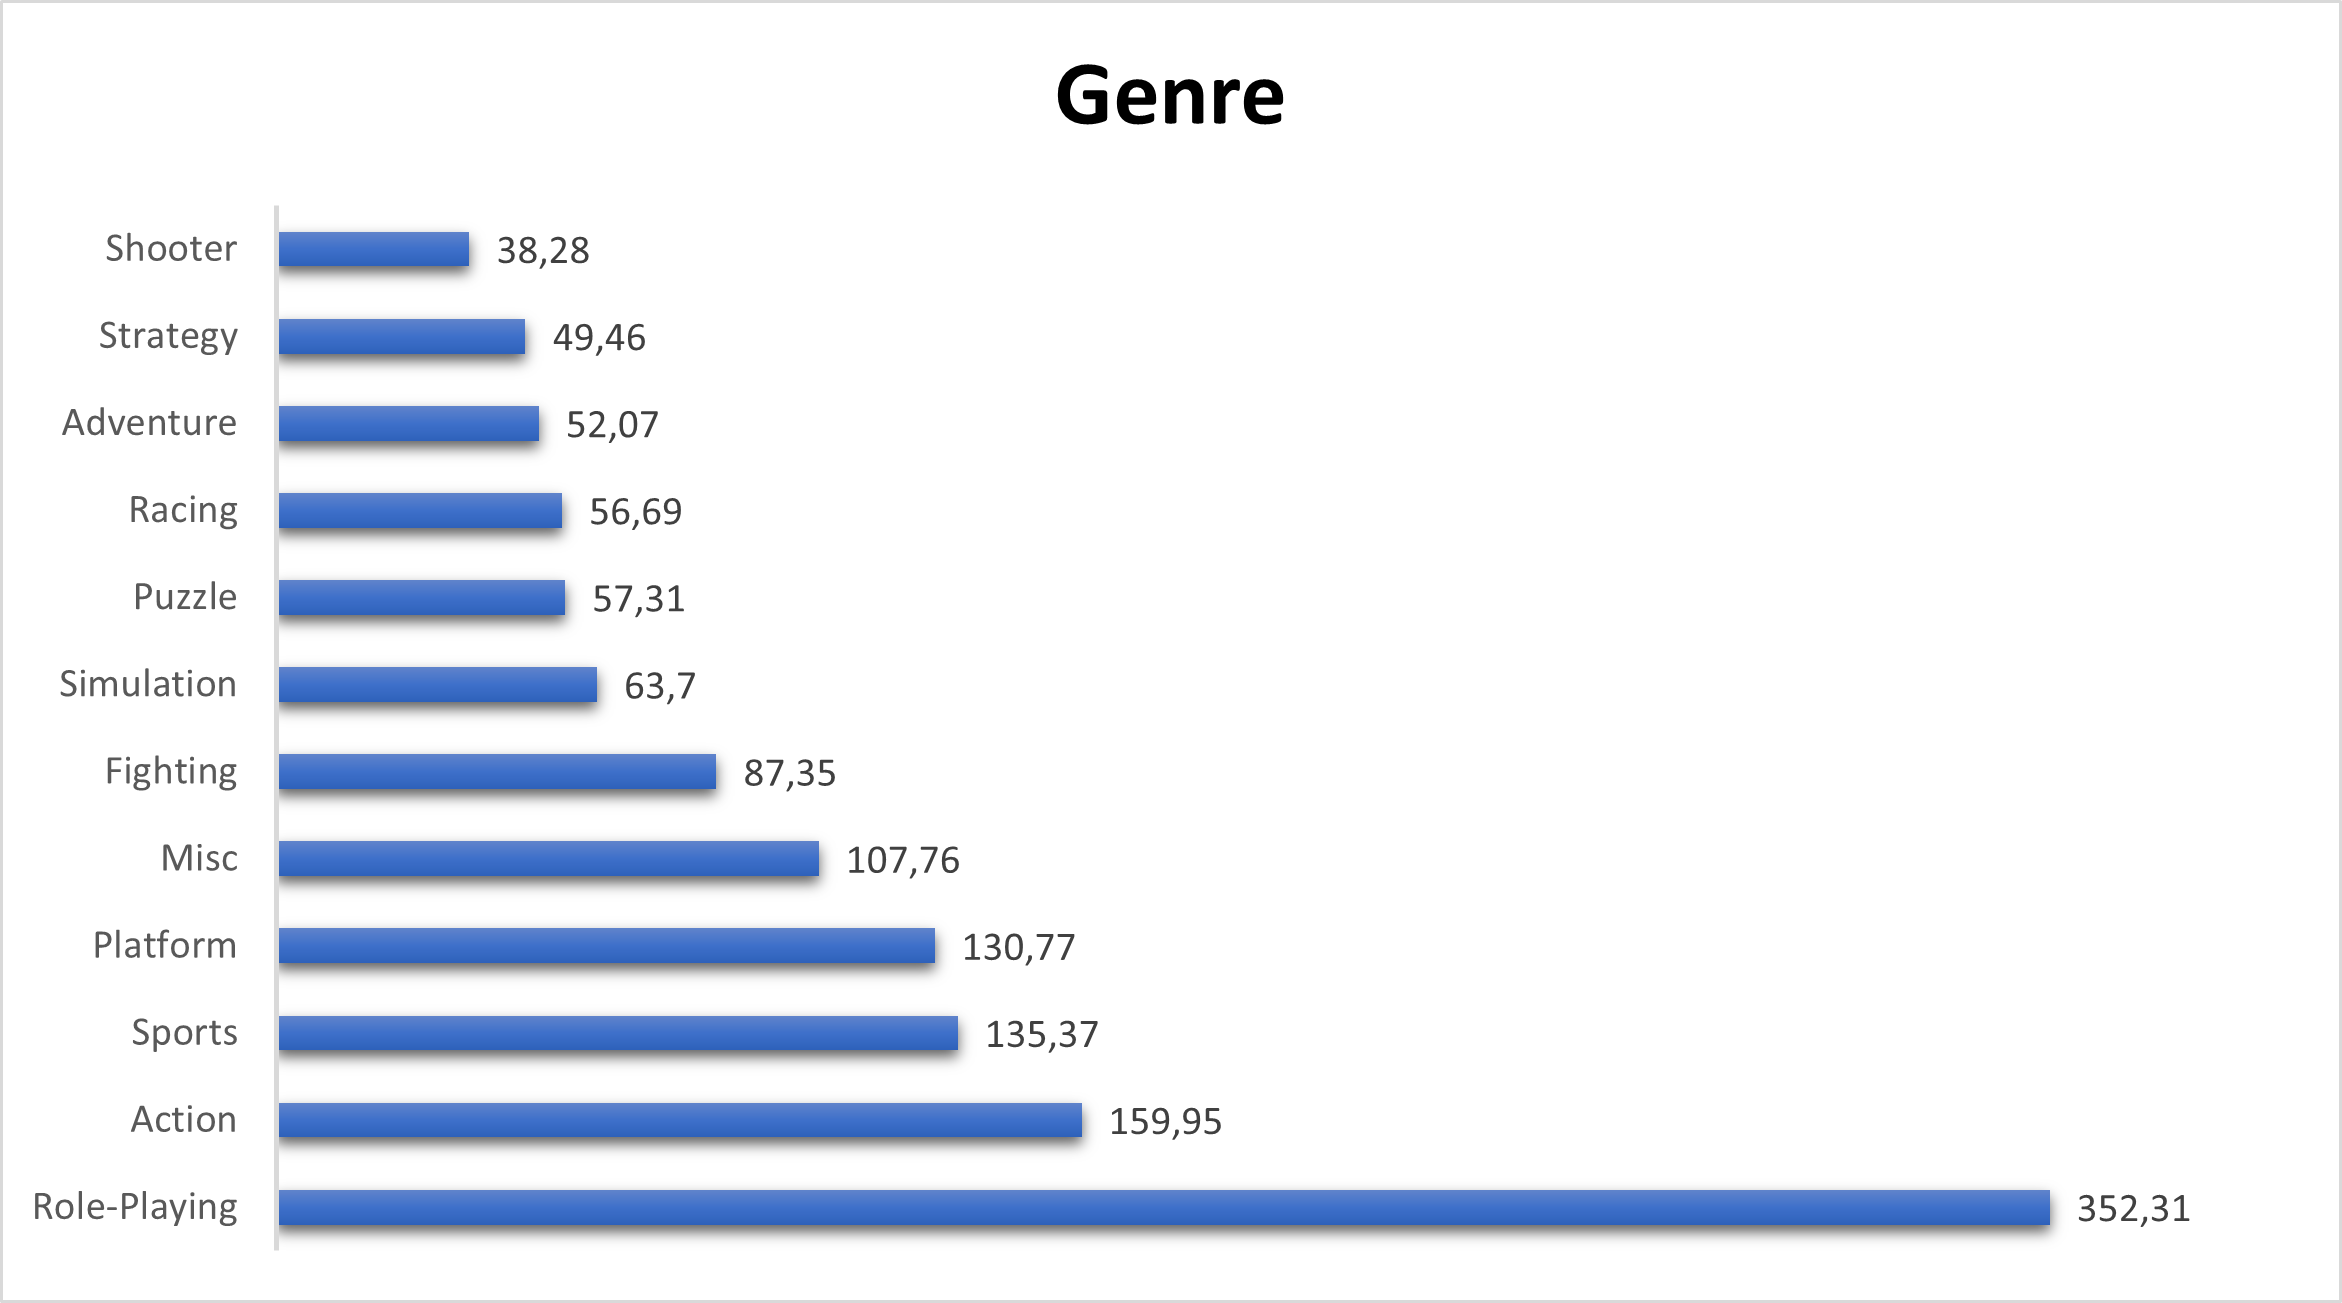 Genre
Shooter 38,28
Strategy 49,46
Adventure 52,07
Racing 56,69
Puzzle 57,31
Simulation 63,7
Fighting 87,35
Misc 107,76
Platform 130,77
Sports 135,37
Action 159,95
Role-Playing 352,31